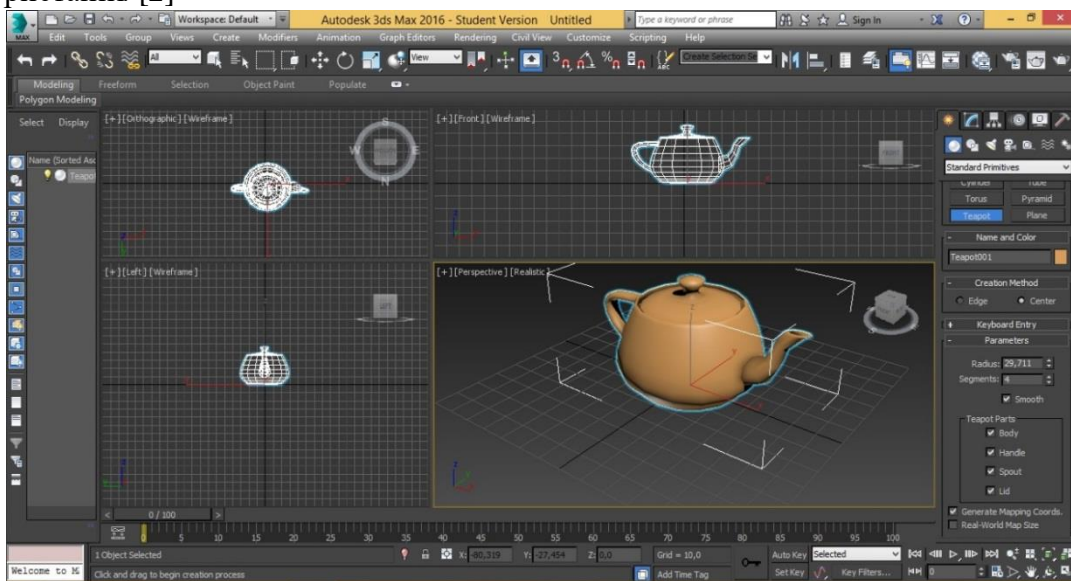 Workspace: Default
Autodesk 3ds Max 2016 - Student Version Untitled
Type a keyword or phrase
Sign In
MAX
Edit Tools Group Views Create Modifiers Animation Graph Editors Rendering Civil View Customize Scripting Help
All
View
Create Selection Se
Modeling Freeform Selection Object Paint Populate
Polygon Modeling
Select Display
Name (Sorted Asc
Teapot
[+][Orthographic][Wireframe]
S
W
E
N
[+][Front][Wireframe]
[+][Left][Wireframe]
LEFT
[+][Perspective][Realistic]
Standard Primitives
Cylinder Tube
Torus Pyramid
Teapot Plane
- Name and Color
Teapot001
- Creation Method
Edge Center
+ Keyboard Entry
- Parameters
Radius: 29,711
Segments: 4
Smooth
Teapot Parts
Body
Handle
Spout
Lid
Generate Mapping Coords.
Real-World Map Size
< 0 / 100 >
0 5 10 15 20 25 30 35 40 45 50 55 60 65 70 75 80 85 90 95 100
1 Object Selected
X: -80,319 Y: -27,454 Z: 0,0
Grid = 10,0
Auto Key Selected
Welcome to M
Click and drag to begin creation process
Add Time Tag
Set Key Key Filters...
0